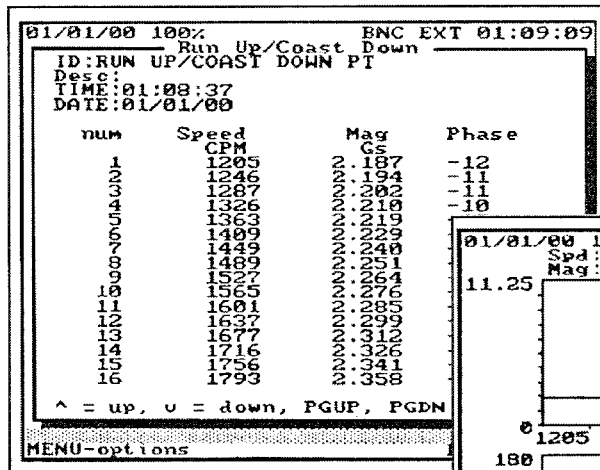 01/01/00 100% BNC EXT 01:09:09
Run Up/Coast Down
ID:RUN UP/COAST DOWN PT
Desc:
TIME:01:08:37
DATE:01/01/00
num Speed Mag Phase
CPM Gs
1 1205 2.187 -12
2 1246 2.194 -11
3 1287 2.202 -11
4 1326 2.210 -10
5 1363 2.219
6 1409 2.229
7 1449 2.240
8 1489 2.251
9 1527 2.264
10 1565 2.276
11 1601 2.285
12 1637 2.299
13 1677 2.312
14 1716 2.326
15 1756 2.341
16 1793 2.358
^ = up, v = down, PGUP, PGDN
MENU-options
01/01/00 1
Spd:
Mag:
11.25
0
1205
180